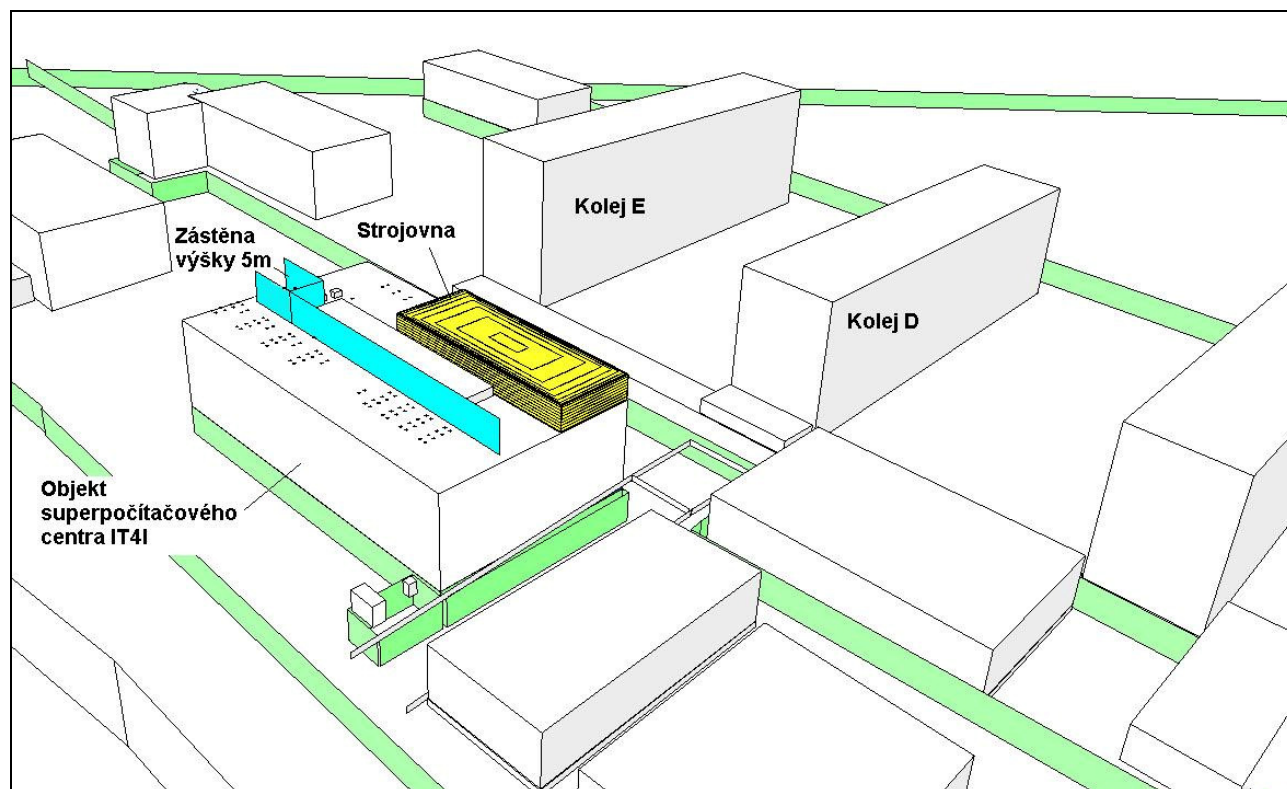 Kolej E
Strojovna
Zástěna
výšky 5m
Kolej D
Objekt
superpočítačového
centra IT4I